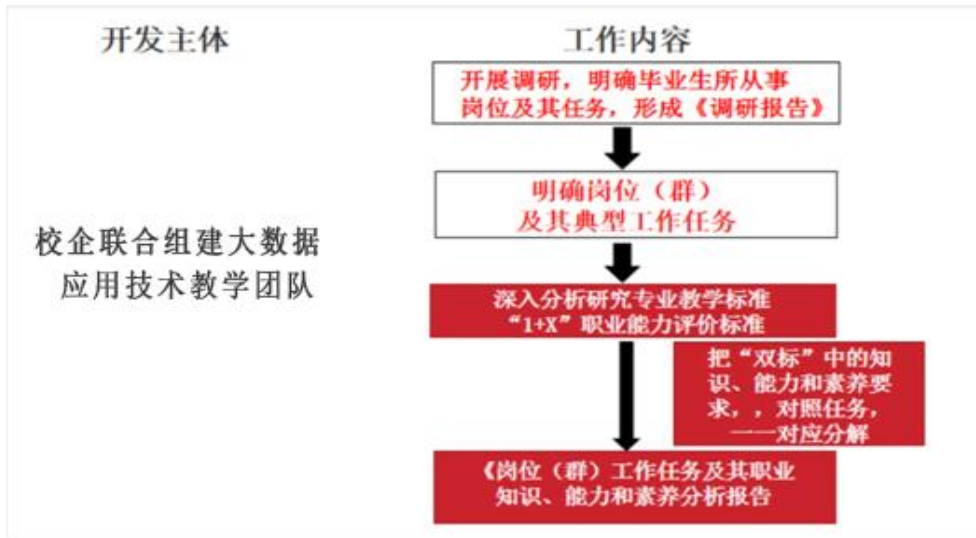 开发主体
工作内容
开展调研，明确毕业生所从事
岗位及其任务，形成《调研报告》
明确岗位（群）
及其典型工作任务
校企联合组建大数据
应用技术教学团队
深入分析研究专业教学标准
“1+X”职业能力评价标准
把“双标”中的知
识、能力和素养要
求，，对照任务，
一一对应分解
《岗位（群）工作任务及其职业
知识、能力和素养分析报告